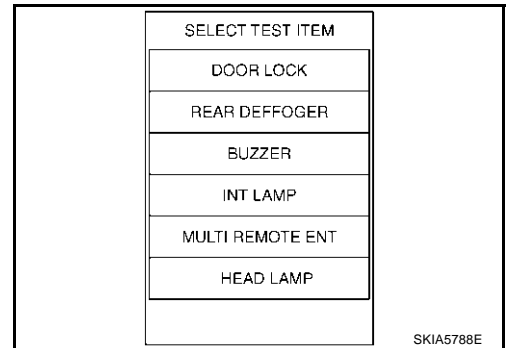 SELECT TEST ITEM
DOOR LOCK
REAR DEFFOGER
BUZZER
INT LAMP
MULTI REMOTE ENT
HEAD LAMP
SKIA5788E